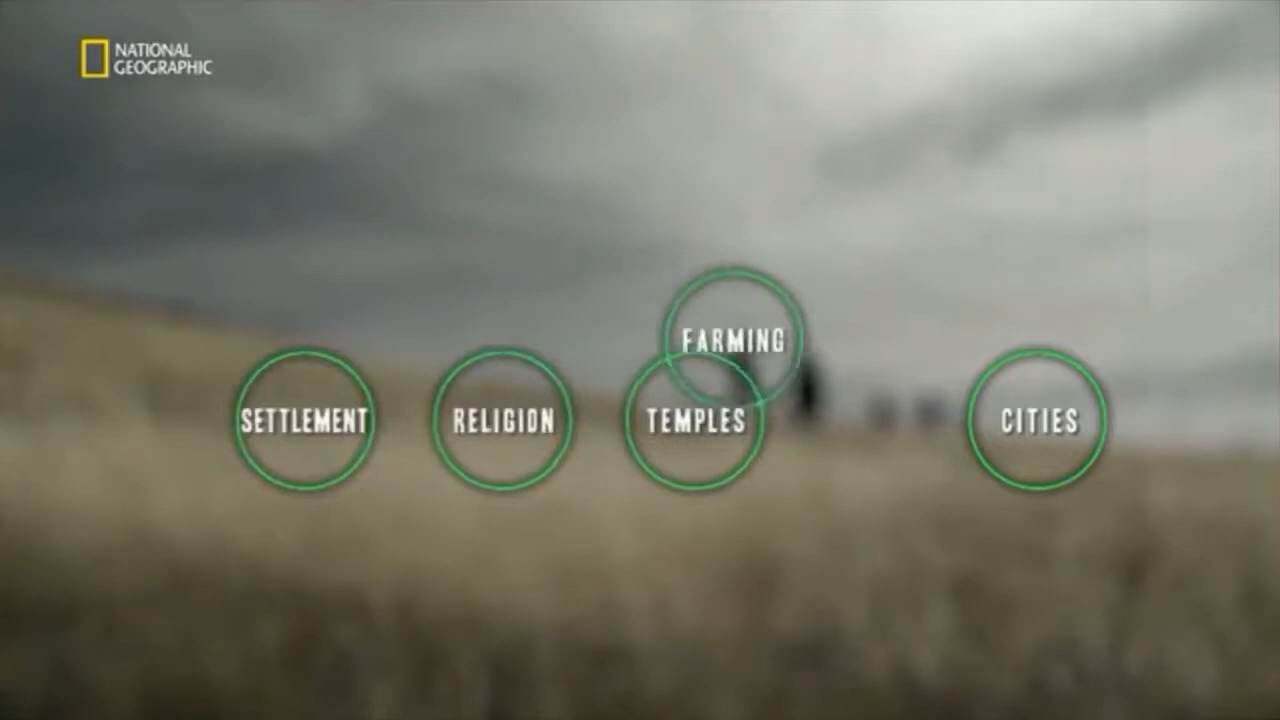 NATIONAL
GEOGRAPHIC
FARMING
SETTLEMENT RELIGION TEMPLES CITIES